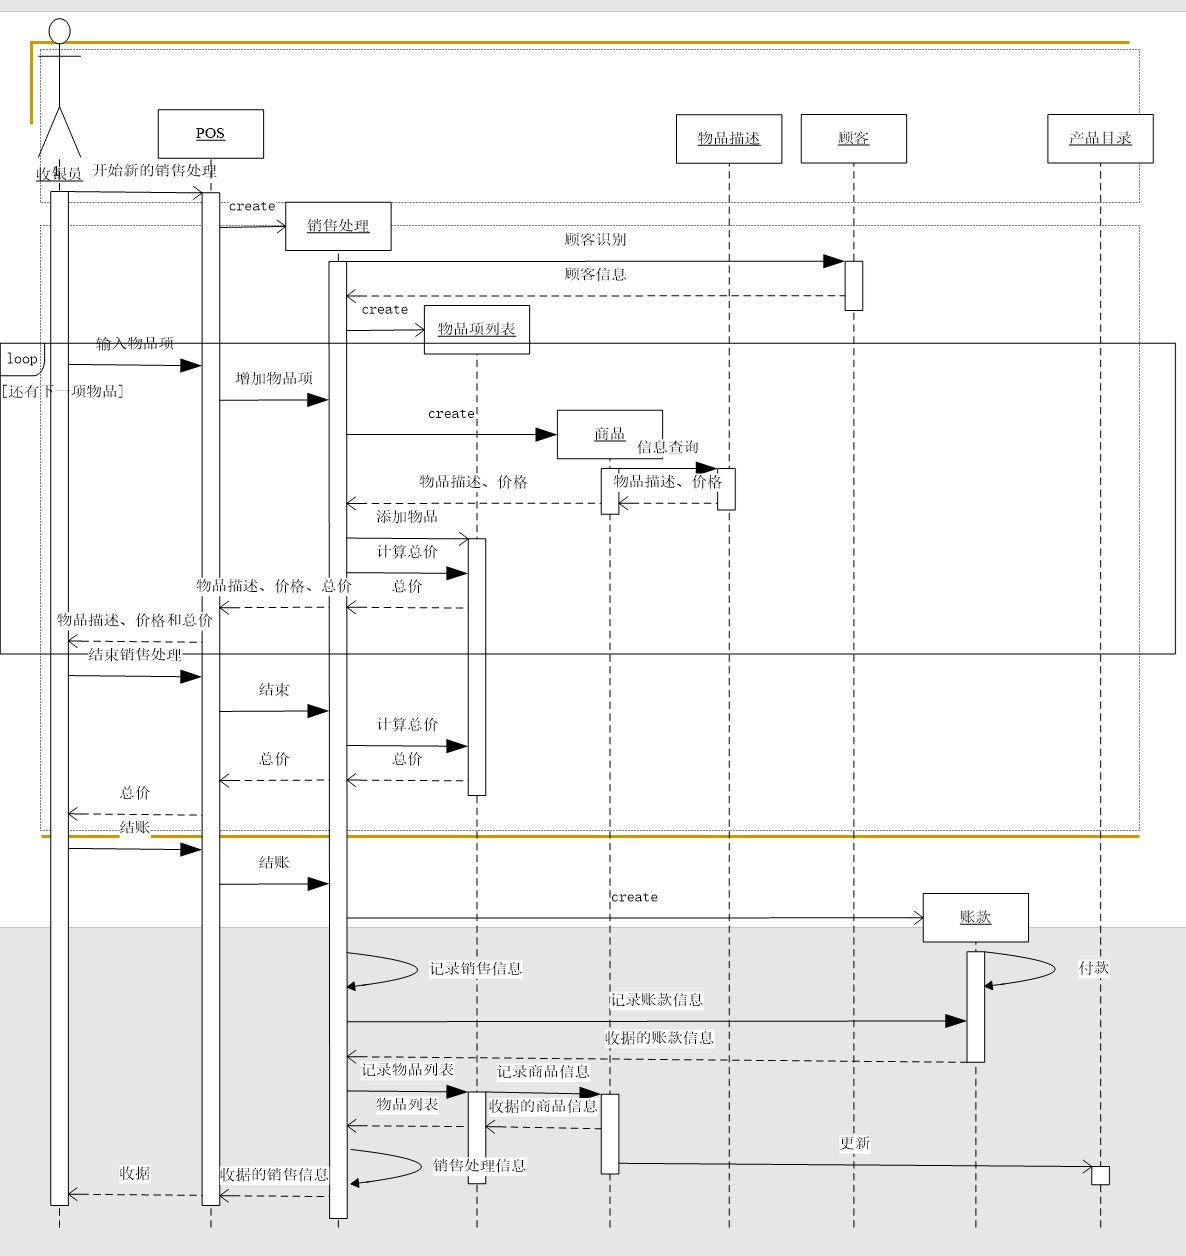 POS
物品描述
顾客
产品目录
收银员
开始新的销售处理
create
销售处理
顾客识别
顾客信息
create
物品项列表
输入物品项
loop
增加物品项
[还有下一项物品]
create
商品
信息查询
物品描述、价格
物品描述、价格
添加物品
计算总价
物品描述、价格、总价
总价
物品描述、价格和总价
结束销售处理
结束
计算总价
总价
总价
总价
结账
结账
create
账款
记录销售信息
付款
记录账款信息
收据的账款信息
记录物品列表
记录商品信息
物品列表
收据的商品信息
更新
销售处理信息
收据
收据的销售信息